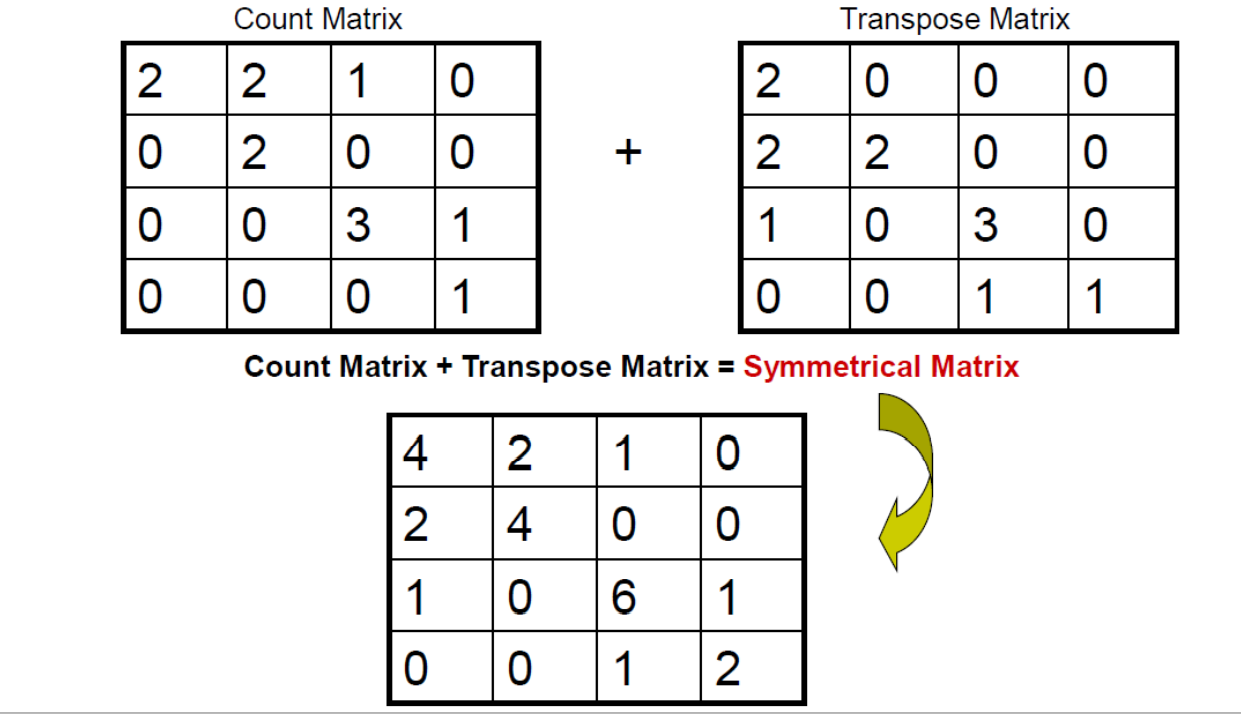 Count Matrix Transpose Matrix
2 2 1 0 2 0 0 0
0 2 0 0 + 2 2 0 0
0 0 3 1 1 0 3 0
0 0 0 1 0 0 1 1
Count Matrix + Transpose Matrix = Symmetrical Matrix
4 2 1 0
2 4 0 0
1 0 6 1
0 0 1 2